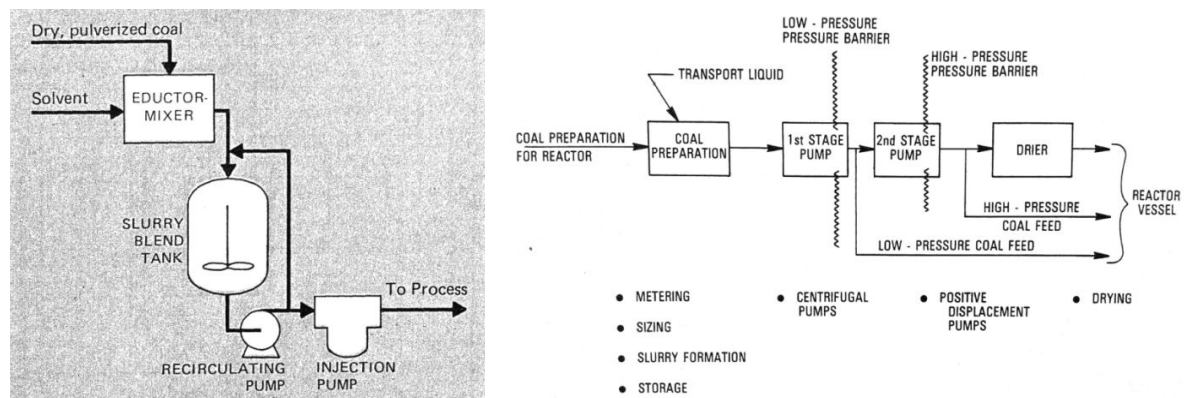 Dry, pulverized coal
Solvent
EDUCTOR-
MIXER
SLURRY
BLEND
TANK
To Process
RECIRCULATING
PUMP
INJECTION
PUMP
LOW - PRESSURE
PRESSURE BARRIER
HIGH - PRESSURE
PRESSURE BARRIER
TRANSPORT LIQUID
COAL PREPARATION
FOR REACTOR
COAL
PREPARATION
1st STAGE
PUMP
2nd STAGE
PUMP
DRIER
REACTOR
VESSEL
HIGH - PRESSURE
COAL FEED
LOW - PRESSURE COAL FEED
● METERING
● SIZING
● SLURRY FORMATION
● STORAGE
● CENTRIFUGAL
PUMPS
● POSITIVE
DISPLACEMENT
PUMPS
● DRYING